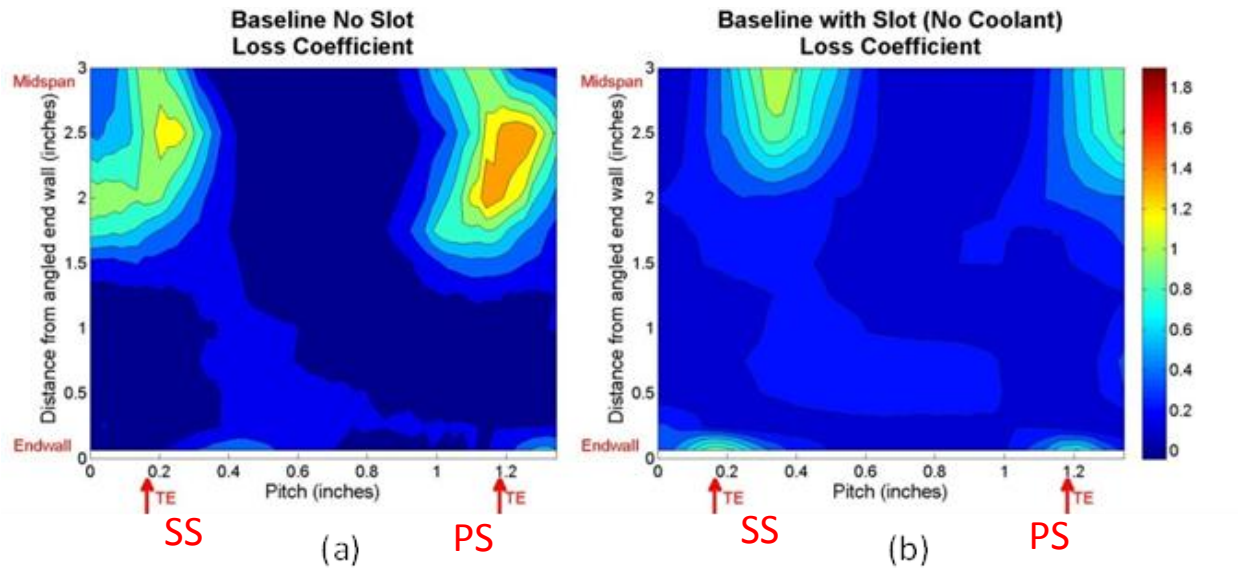 Baseline No Slot
Loss Coefficient
Baseline with Slot (No Coolant)
Loss Coefficient
Midspan
Distance from angled end wall (inches)
3
2.5
2
1.5
1
0.5
0
Endwall
0
0.2
0.4
0.6
0.8
1
1.2
Pitch (inches)
TE
TE
SS
PS
(a)
Midspan
Distance from angled end wall (inches)
3
2.5
2
1.5
1
0.5
0
Endwall
0
0.2
0.4
0.6
0.8
1
1.2
Pitch (inches)
TE
TE
SS
PS
(b)
1.8
1.6
1.4
1.2
1
0.8
0.6
0.4
0.2
0